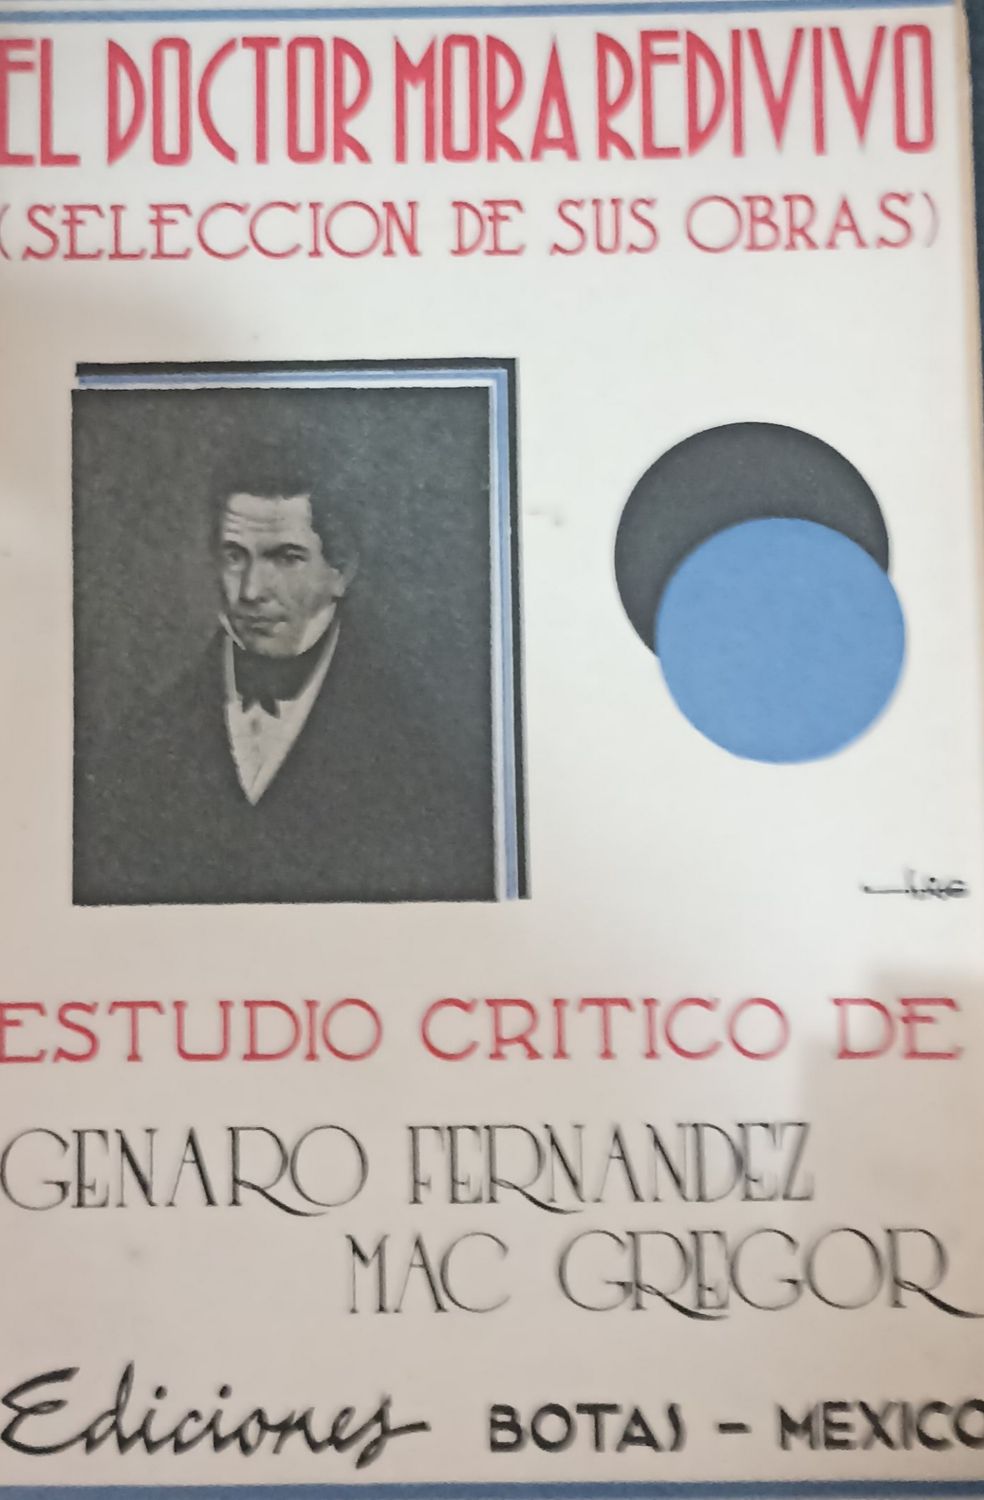 EL DOCTOR MORA REDIVIVO
(SELECCION DE SUS OBRAS)
ESTUDIO CRITICO DE
GENARO FERNANDEZ
MAC GREGOR
Ediciones BOTAS - MEXICO